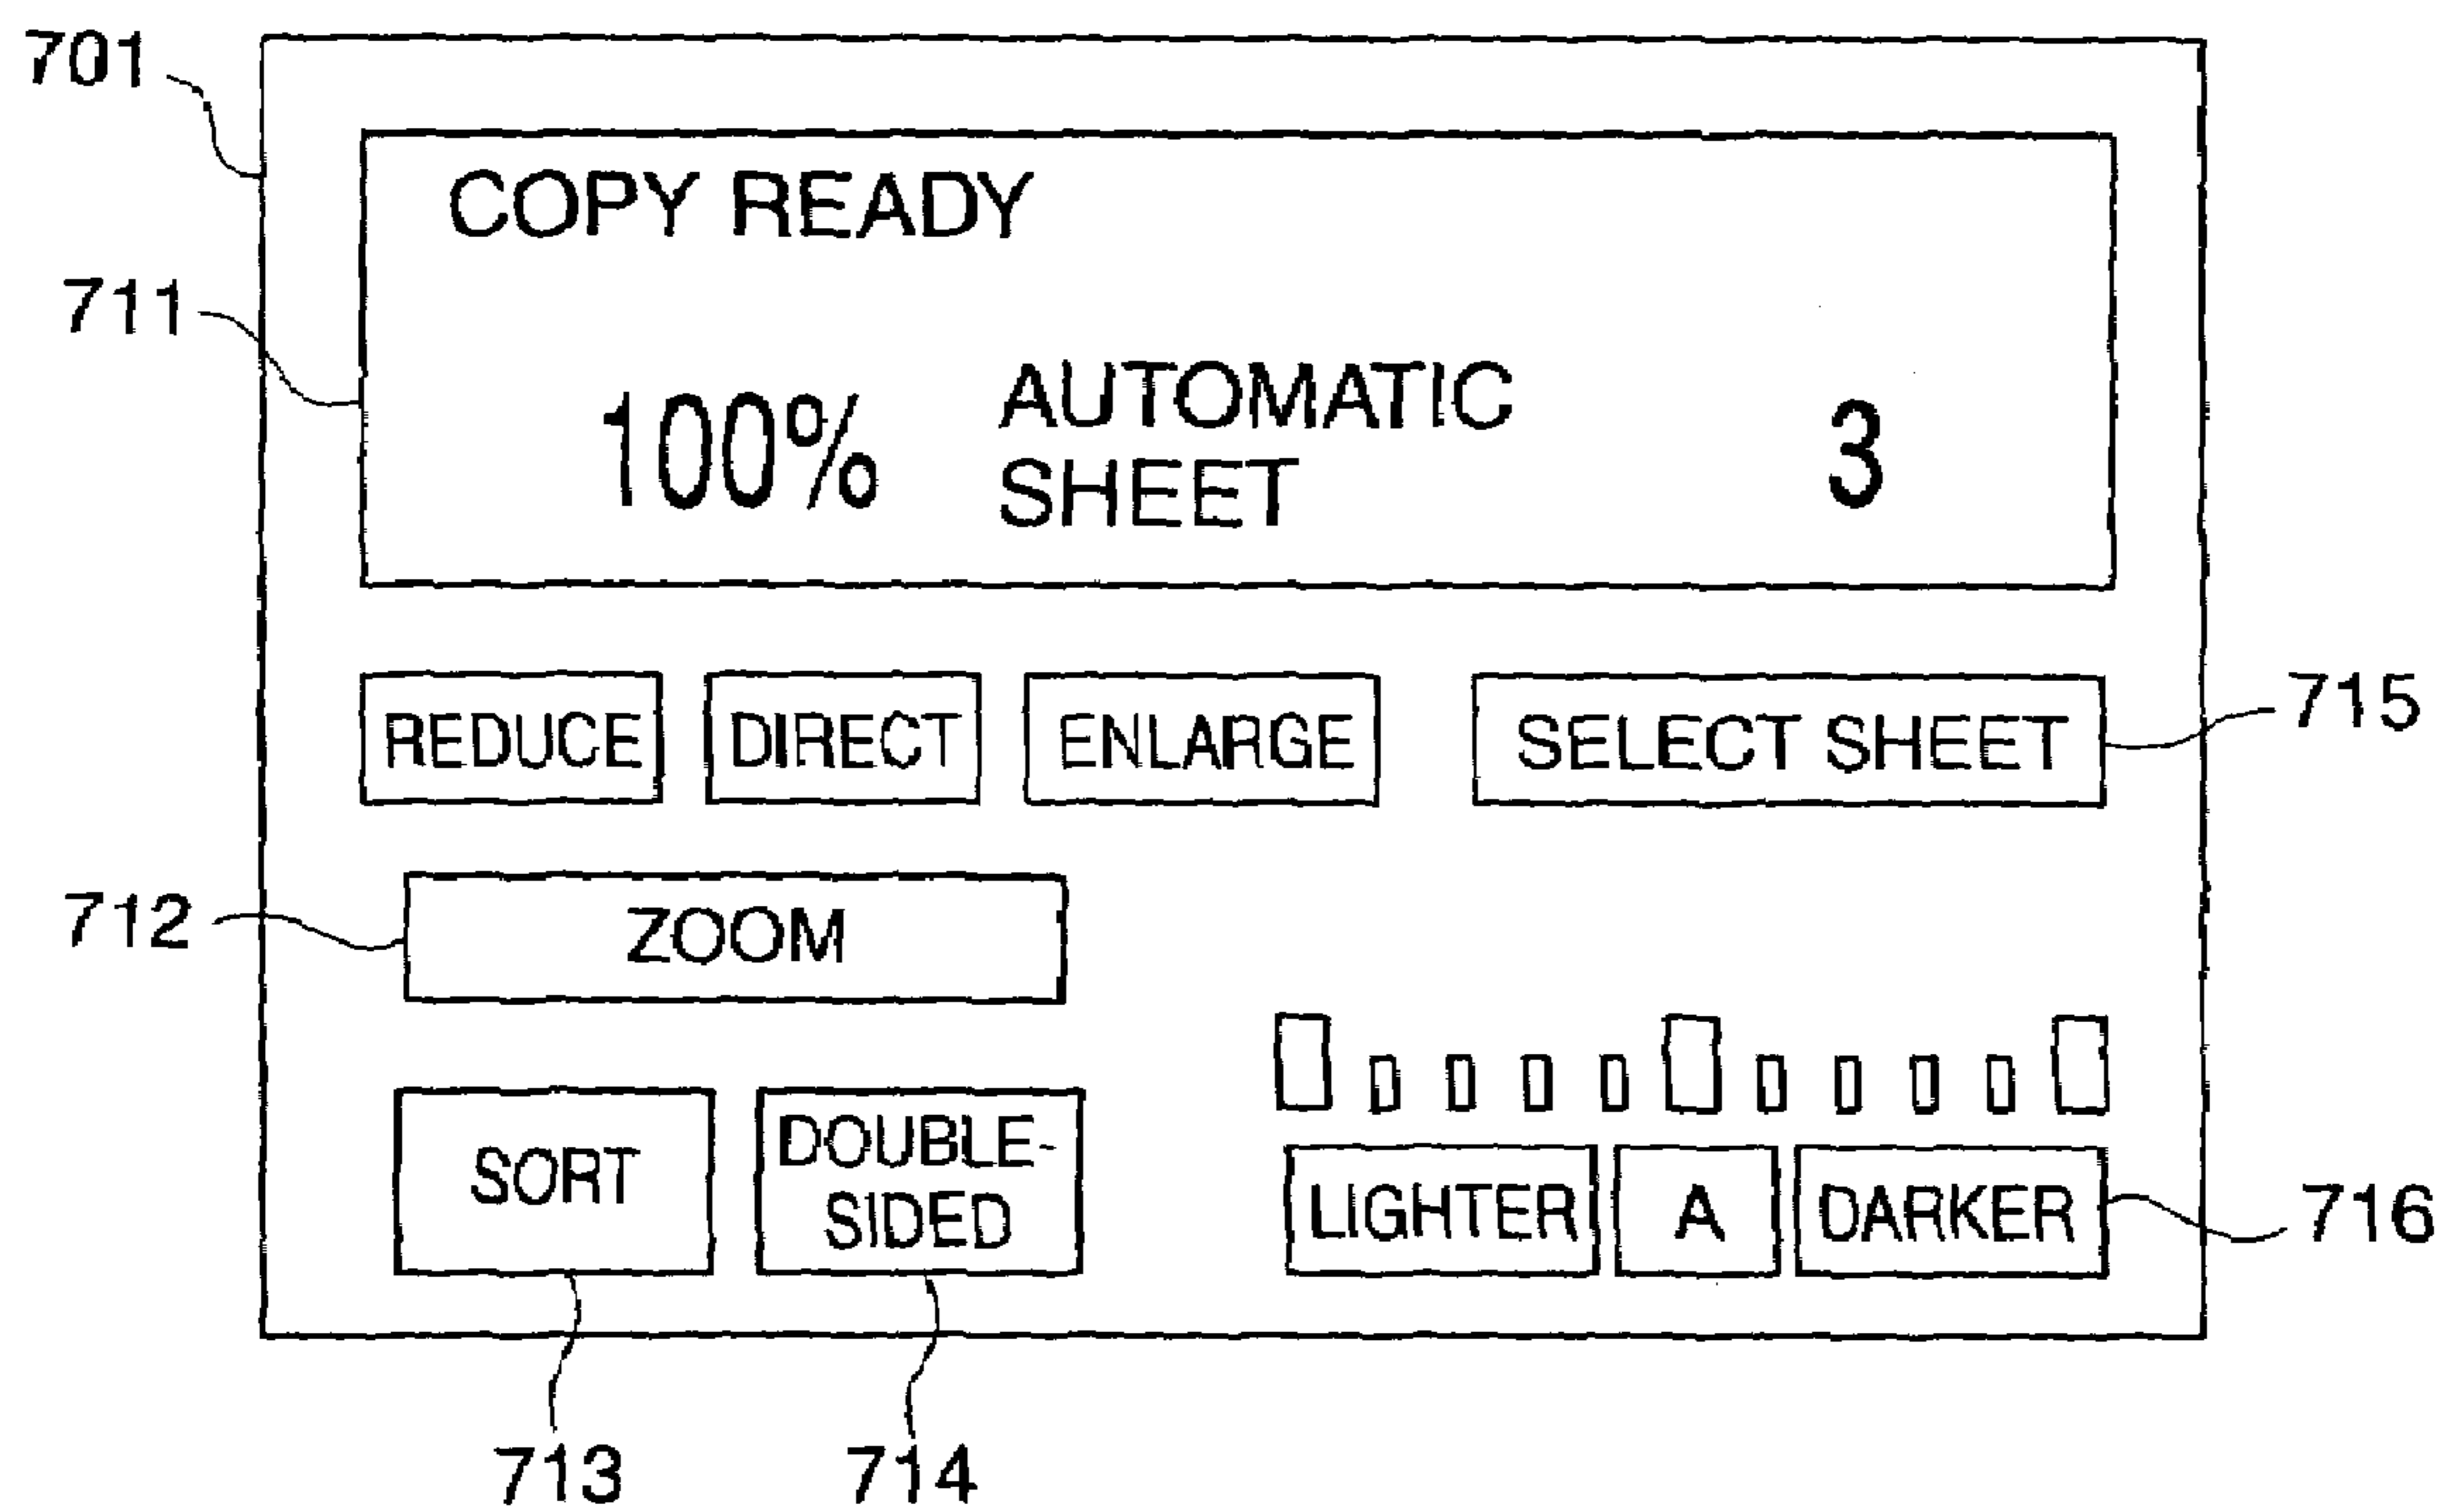 701
COPY READY
711
100% AUTOMATIC SHEET 3
REDUCE DIRECT ENLARGE SELECT SHEET 715
712 ZOOM
SORT DOUBLE-
SIDED
LIGHTER A DARKER 716
713 714